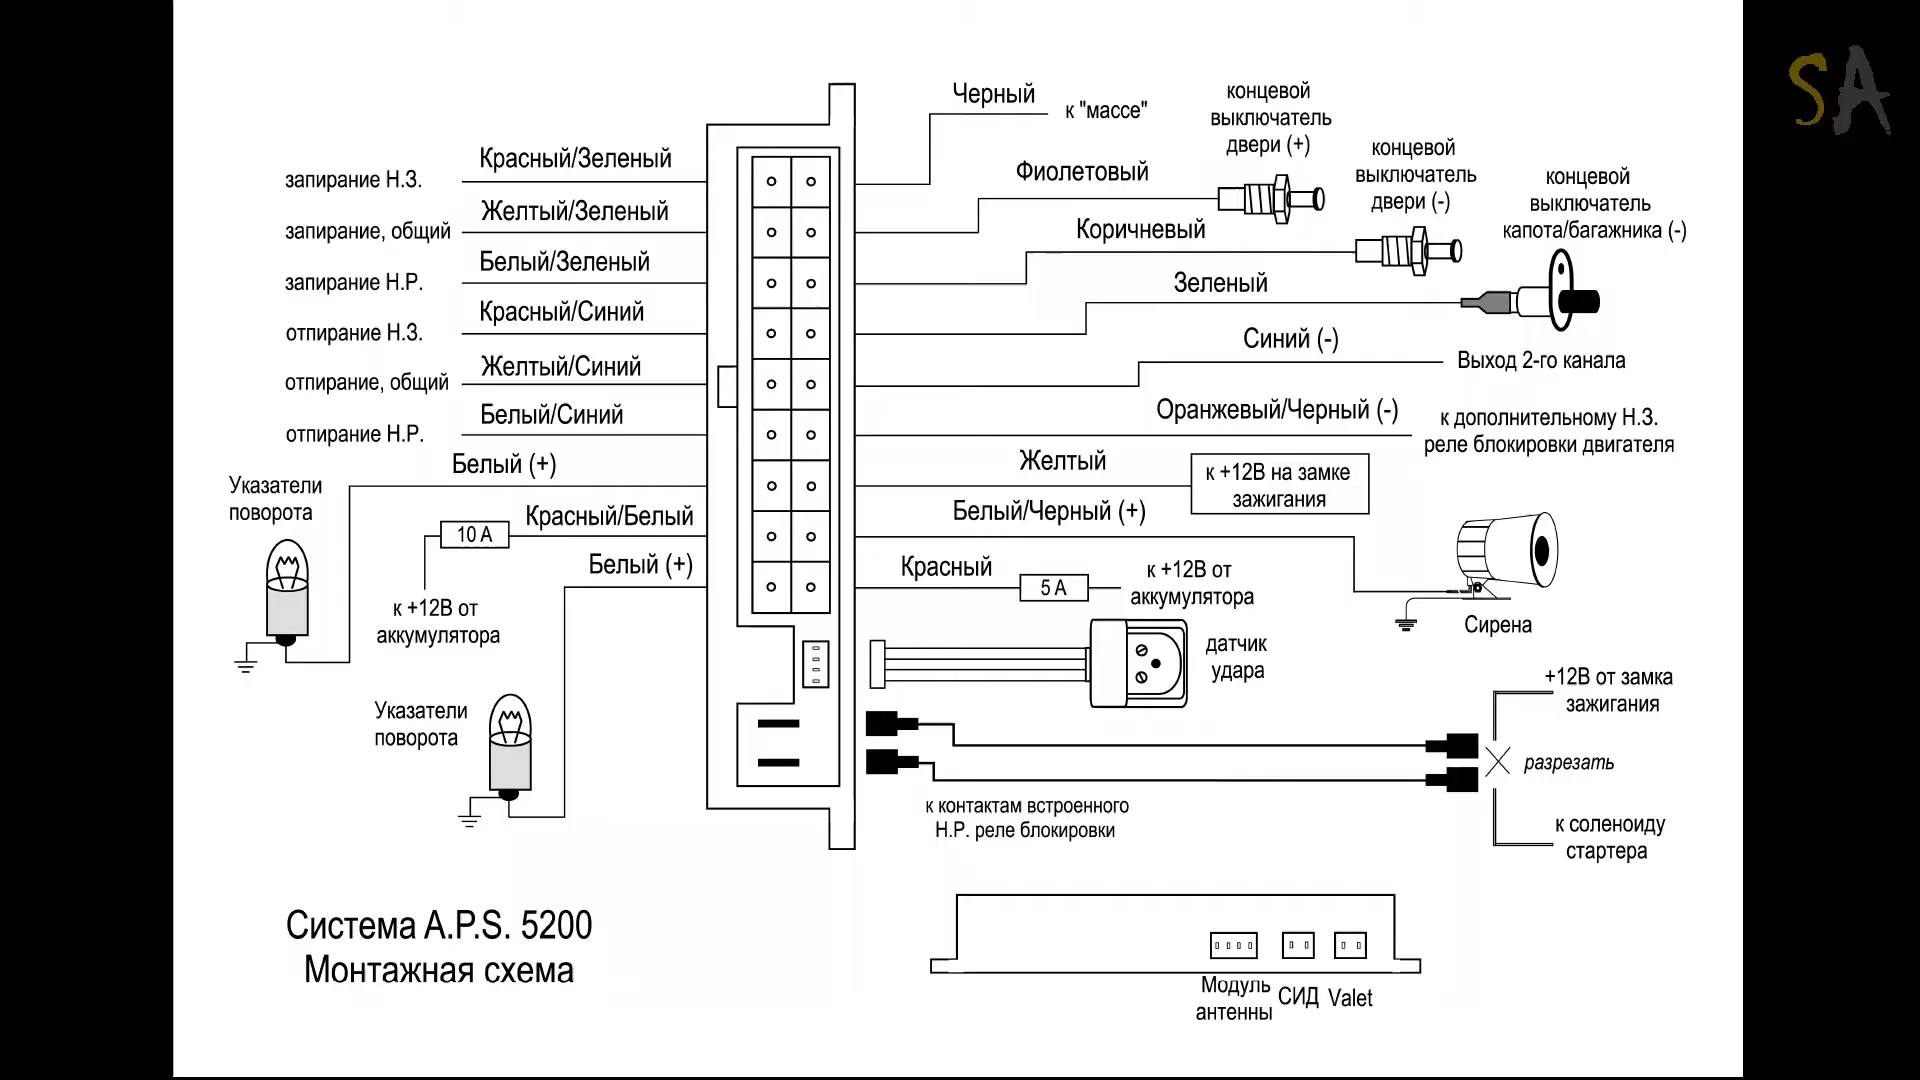 SA
Черный
к "массе"
концевой
выключатель
двери (+)
концевой
выключатель
двери (-)
концевой
выключатель
капота/багажника (-)
Красный/Зеленый
запирание Н.З.
Фиолетовый
Желтый/Зеленый
запирание, общий
Коричневый
Белый/Зеленый
запирание Н.Р.
Зеленый
Красный/Синий
отпирание Н.З.
Синий (-)
Выход 2-го канала
Желтый/Синий
отпирание, общий
Оранжевый/Черный (-)
к дополнительному Н.З.
реле блокировки двигателя
Белый/Синий
отпирание Н.Р.
Белый (+)
Указатели
поворота
Желтый
к +12В на замке
зажигания
Красный/Белый
10 А
к +12В от
аккумулятора
Белый/Черный (+)
Сирена
Белый (+)
Красный
5 А
к +12В от
аккумулятора
датчик
удара
Указатели
поворота
+12В от замка
зажигания
разрезать
к соленоиду
стартера
к контактам встроенного
Н.Р. реле блокировки
Система A.P.S. 5200
Монтажная схема
Модуль
антенны
СИД
Valet